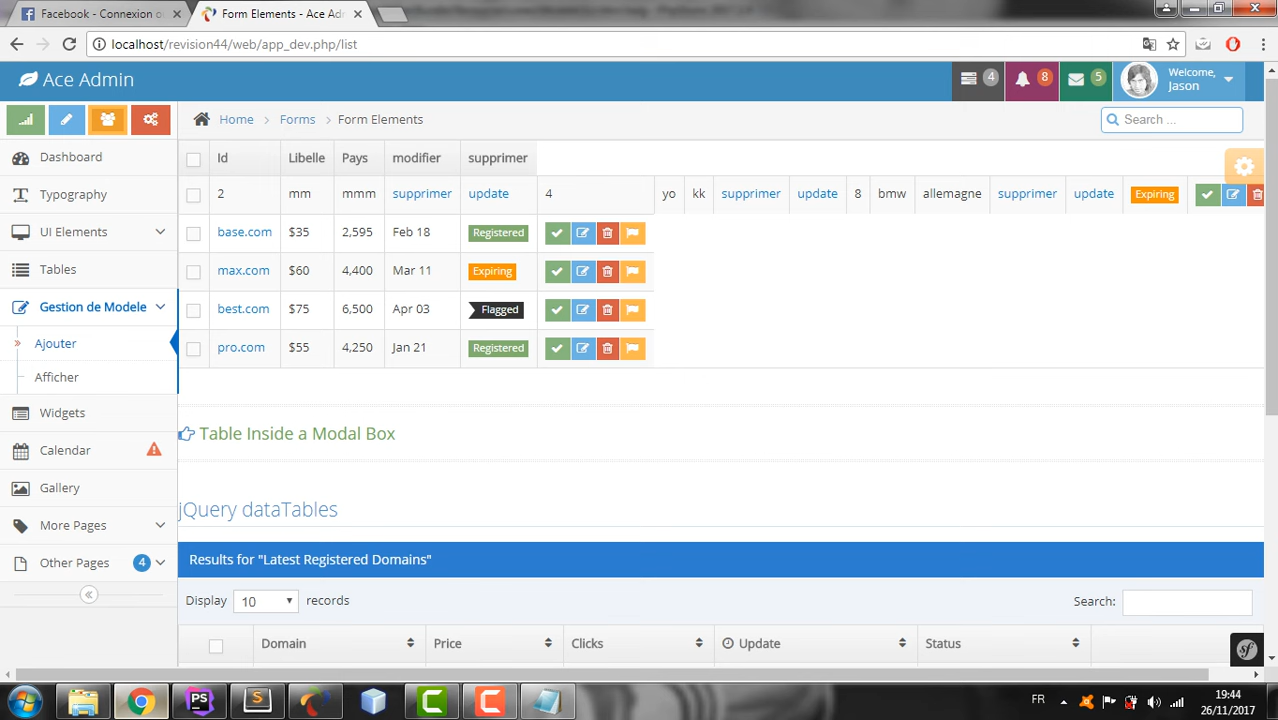 Facebook - Connexion o
Form Elements - Ace Ad
localhost/revision44/web/app_dev.php/list
Ace Admin
4
8
5
Welcome,
Jason
Home
Forms
Form Elements
Search ...
Dashboard
Typography
UI Elements
Tables
Gestion de Modele
Ajouter
Afficher
Widgets
Calendar
Gallery
More Pages
Other Pages 4
Id Libelle Pays modifier supprimer
2 mm mmm supprimer update 4 yo kk supprimer update 8 bmw allemagne supprimer update Expiring
base.com $35 2,595 Feb 18 Registered
max.com $60 4,400 Mar 11 Expiring
best.com $75 6,500 Apr 03 Flagged
pro.com $55 4,250 Jan 21 Registered
Table Inside a Modal Box
jQuery dataTables
Results for "Latest Registered Domains"
Display 10 records
Search:
Domain Price Clicks Update Status
sf
PS
S
C
C
FR
19:44
26/11/2017